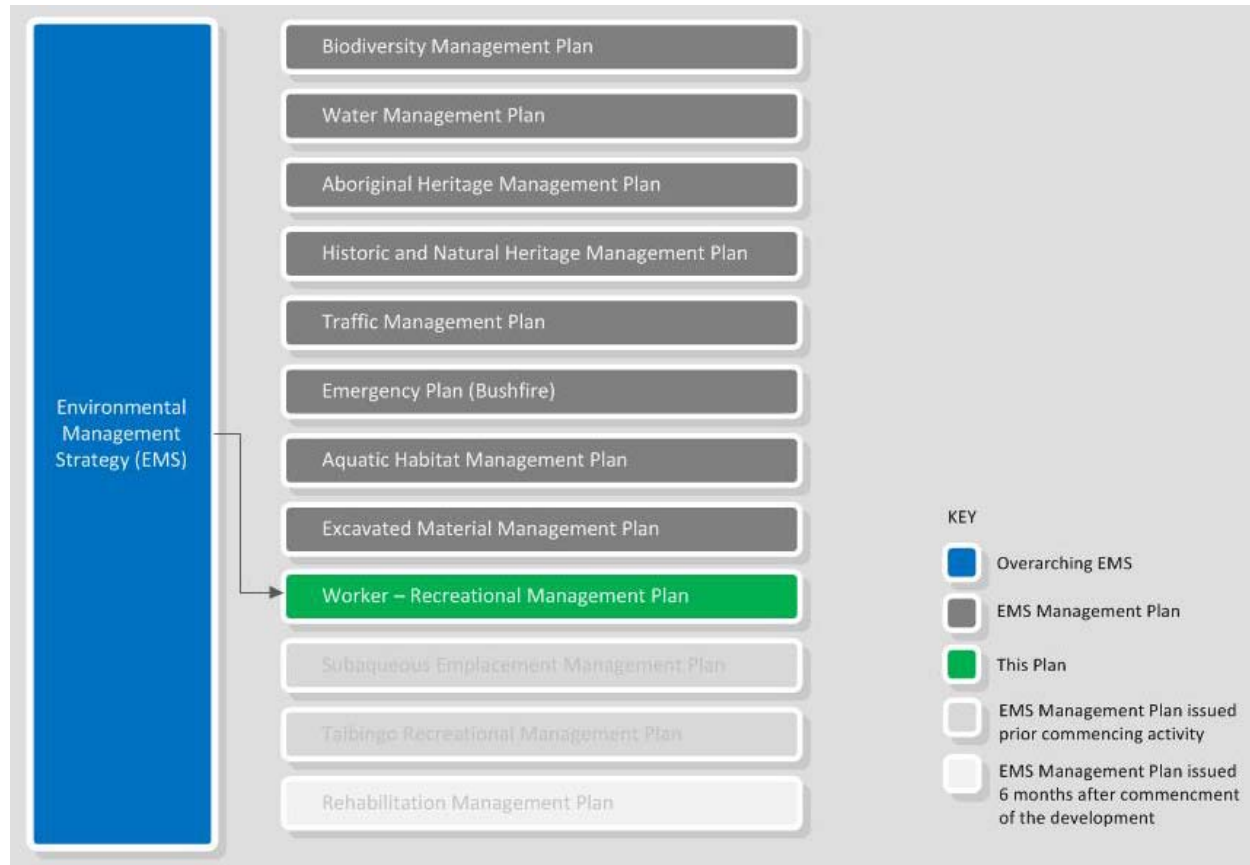 Environmental
Management
Strategy (EMS)
Biodiversity Management Plan
Water Management Plan
Aboriginal Heritage Management Plan
Historic and Natural Heritage Management Plan
Traffic Management Plan
Emergency Plan (Bushfire)
Aquatic Habitat Management Plan
Excavated Material Management Plan
Worker – Recreational Management Plan
Subaqueous Emplacement Management Plan
Talbingo Recreational Management Plan
Rehabilitation Management Plan
KEY
Overarching EMS
EMS Management Plan
This Plan
EMS Management Plan issued
prior commencing activity
EMS Management Plan issued
6 months after commencment
of the development